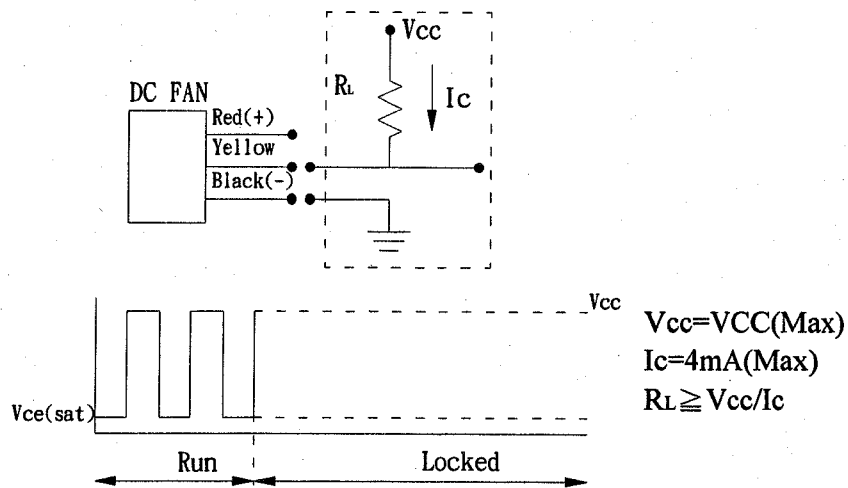 Vcc
RL
Ic
DC FAN
Red(+)
Yellow
Black(-)
Vcc
Vce(sat)
Run
Locked
Vcc=VCC(Max)
Ic=4mA(Max)
RL≧Vcc/Ic